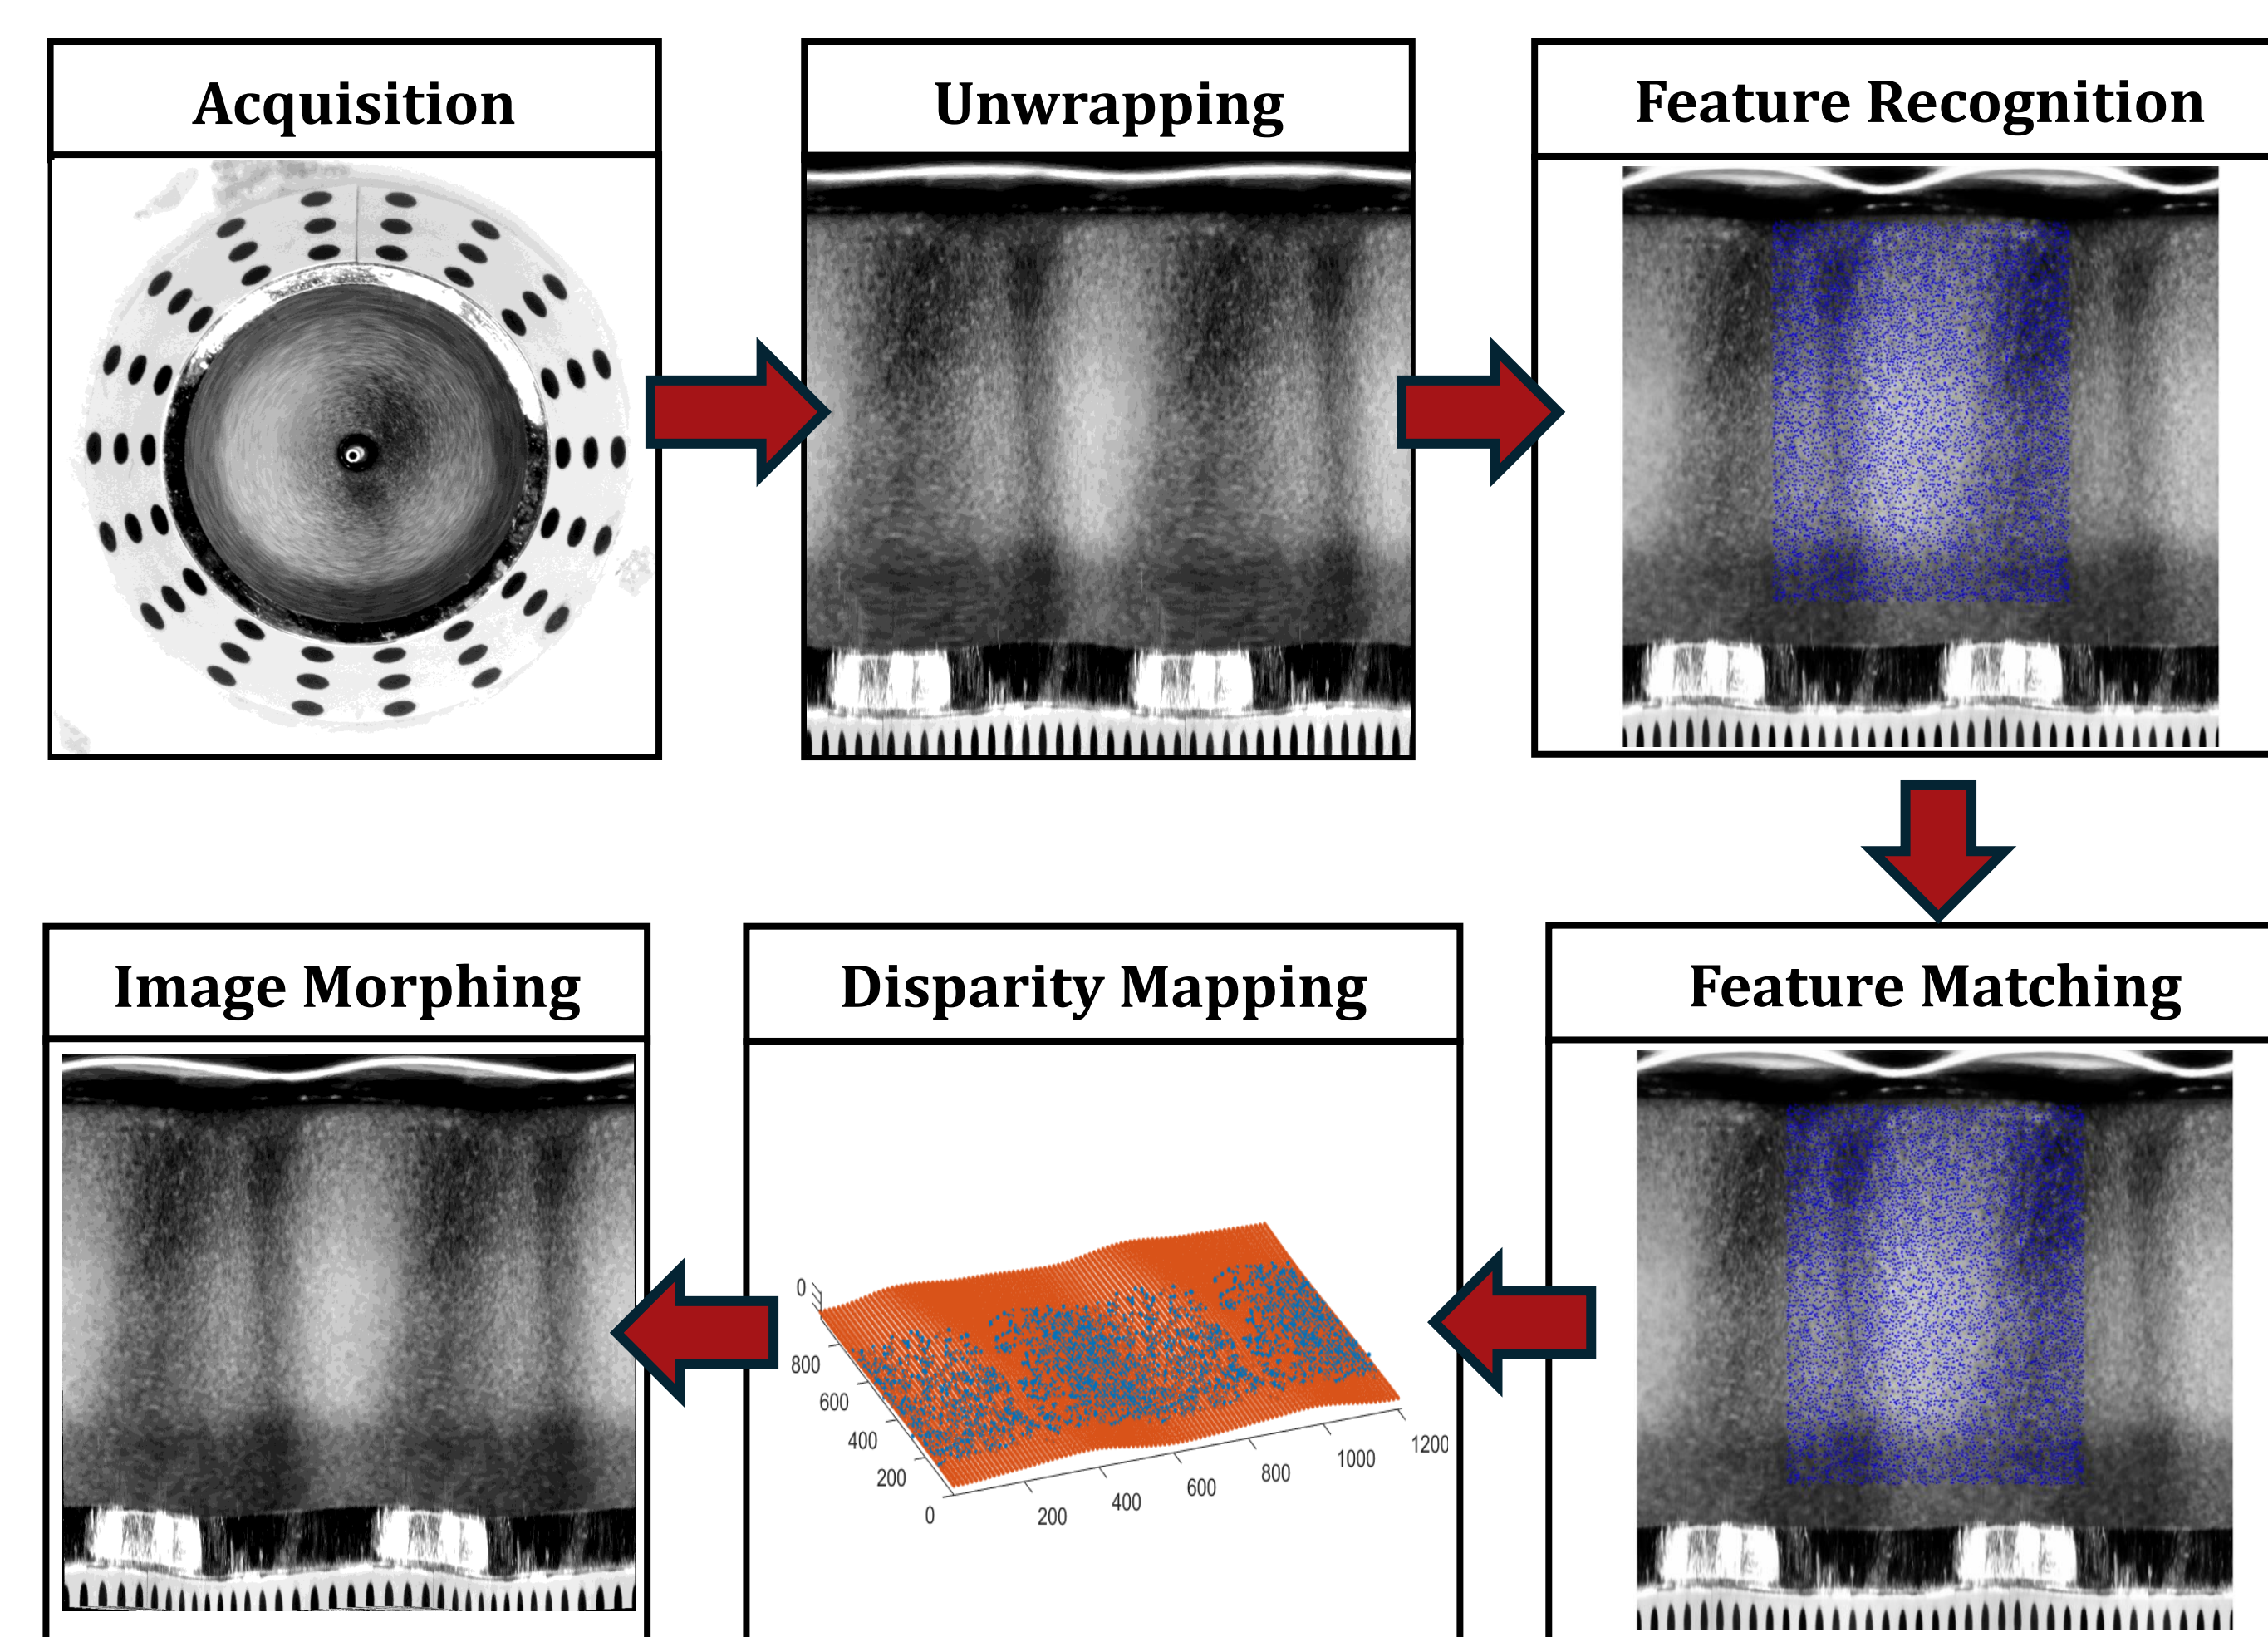 Acquisition
Unwrapping
Feature Recognition
Image Morphing
Disparity Mapping
Feature Matching
0
800
600
400
200
0
200
400
600
800
1000
1200